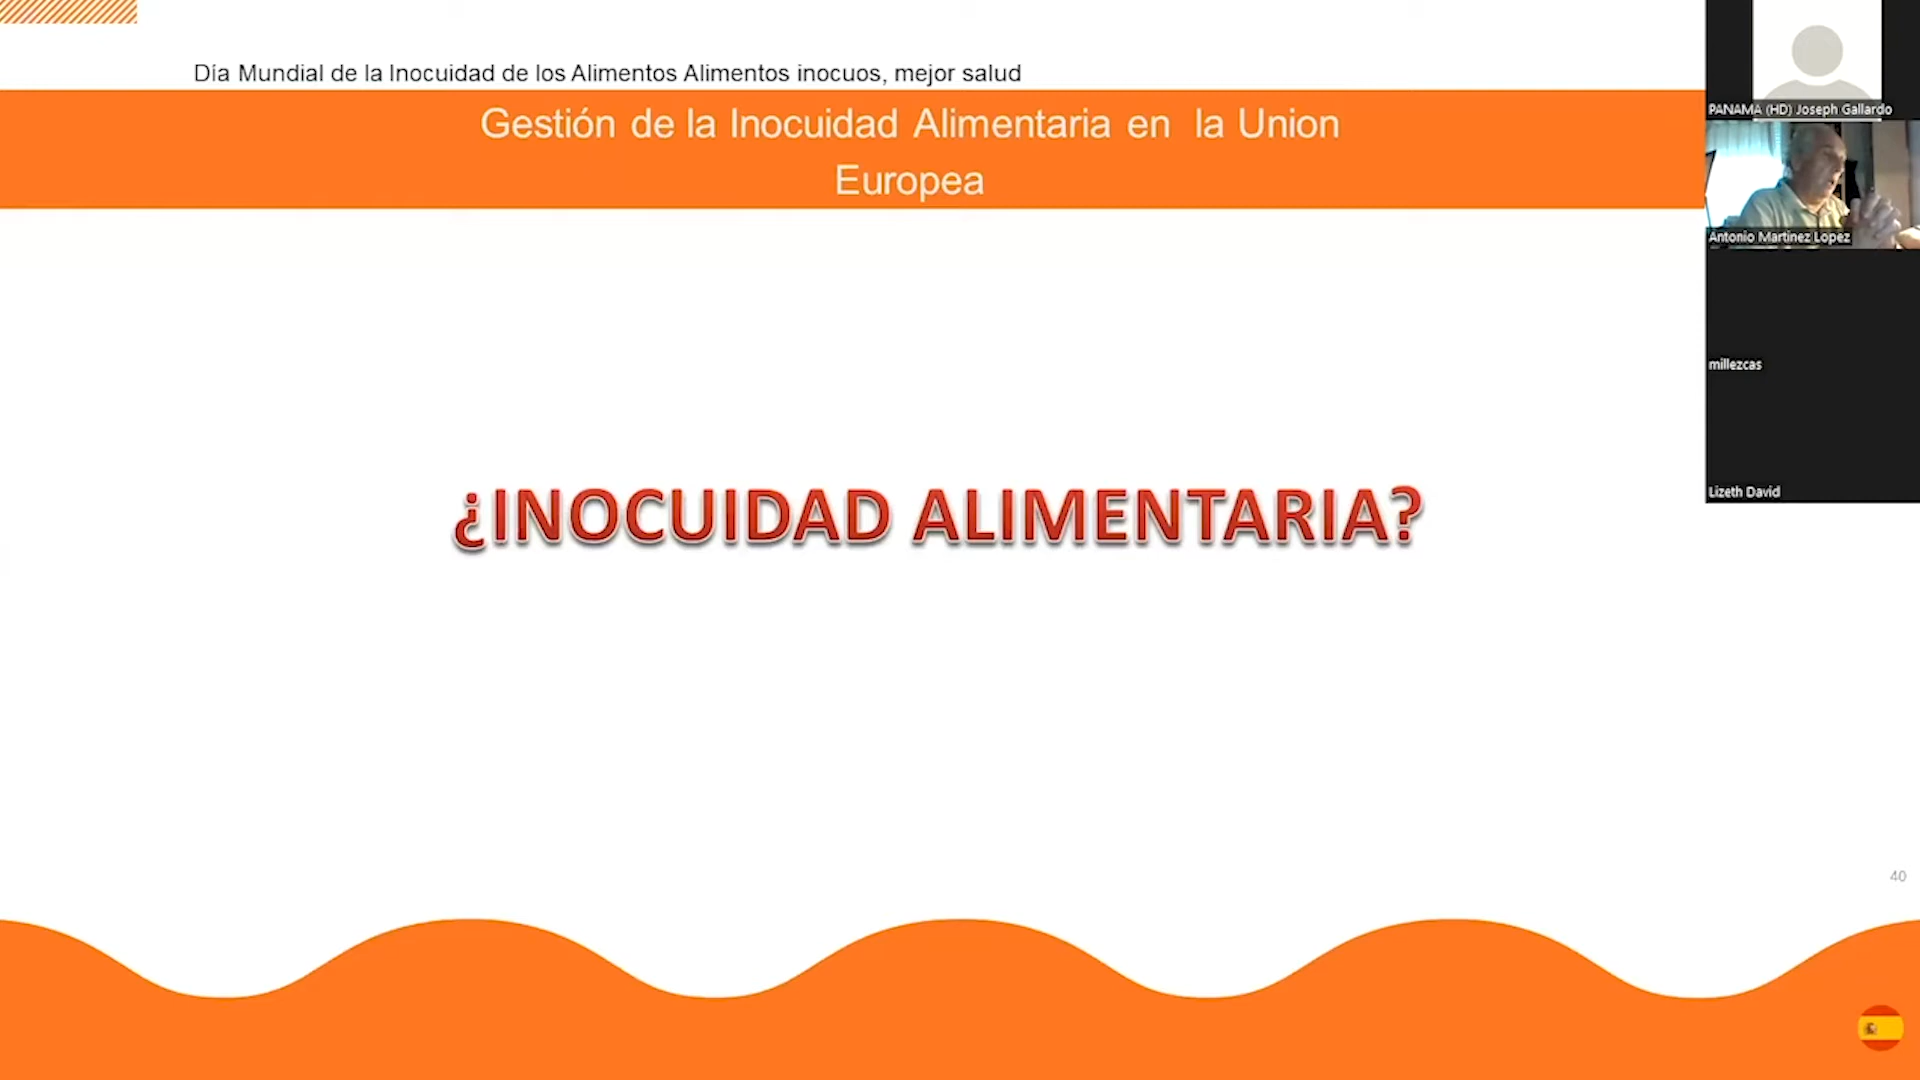 Día Mundial de la Inocuidad de los Alimentos Alimentos inocuos, mejor salud
Gestión de la Inocuidad Alimentaria en la Union
Europea
¿INOCUIDAD ALIMENTARIA?
PANAMA (HD) Joseph Gallardo
Antonio Martinez Lopez
millezcas
Lizeth David
40